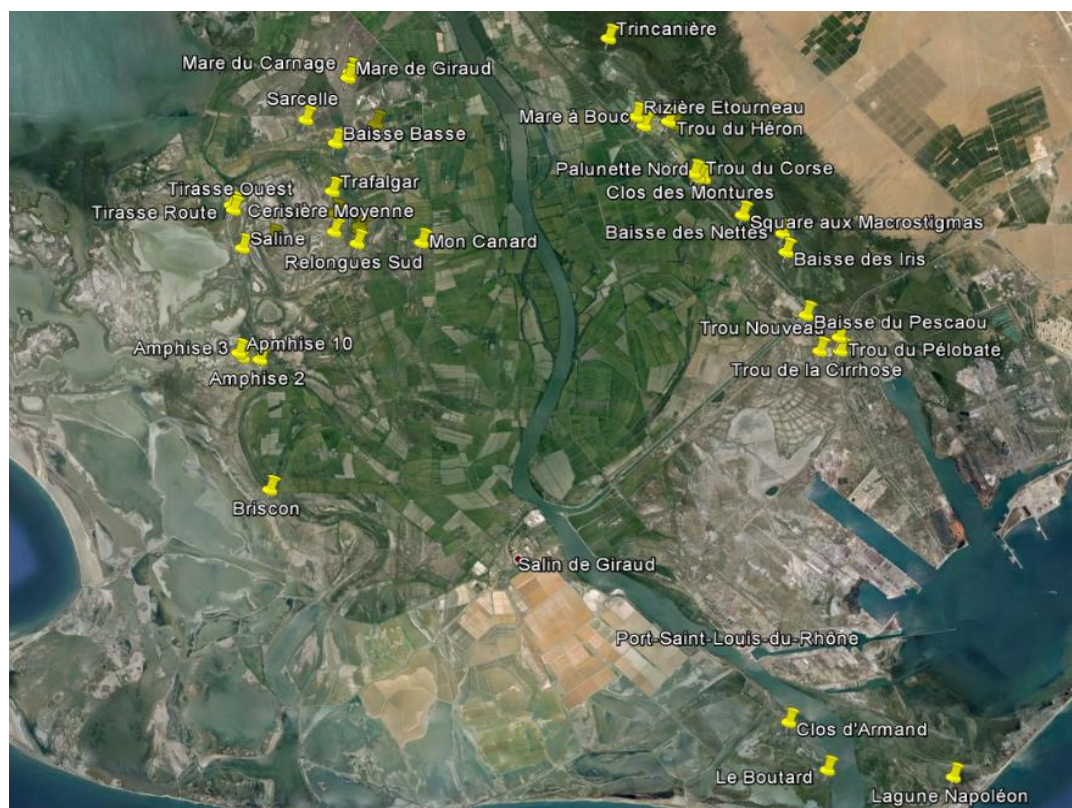 Trincanière
Mare du Carnage
Mare de Giraud
Sarcelle
Rizière Etourneau
Mare à Bouc
Trou du Héron
Baisse Basse
Palunette Nord
Trou du Corse
Trafalgar
Clos des Montures
Tirasse Ouest
Tirasse Route
Cerisière Moyenne
Square aux Macrostigmas
Baisse des Nettes
Saline
Mon Canard
Relongues Sud
Baisse des Iris
Baisse du Pescaou
Trou Nouveau
Amphise 3
Apmhise 10
Trou du Pélobate
Trou de la Cirrhose
Amphise 2
Briscon
Salin de Giraud
Port-Saint-Louis-du-Rhône
Clos d'Armand
Le Boutard
Lagune Napoléon